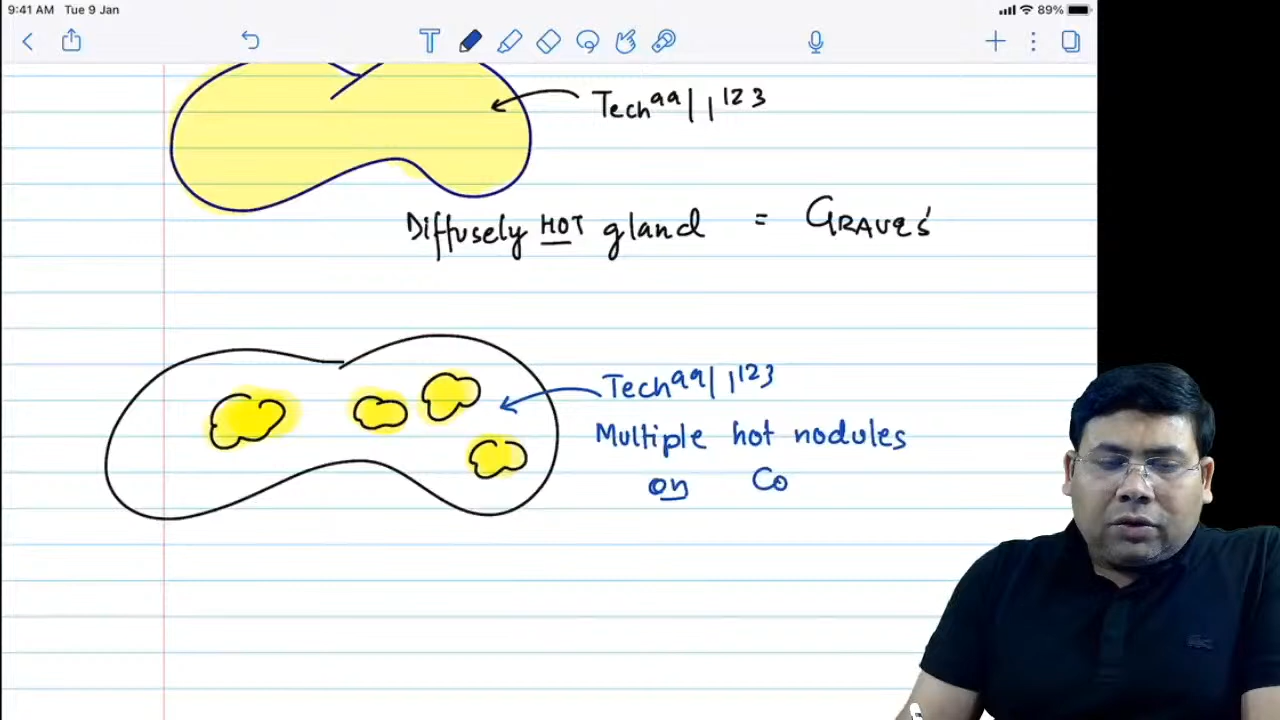 9:41 AM Tue 9 Jan
89%
Tech⁹⁹ | I¹²³
Diffusely HOT gland = GRAVES'
Tech⁹⁹ | I¹²³
Multiple hot nodules
on Co